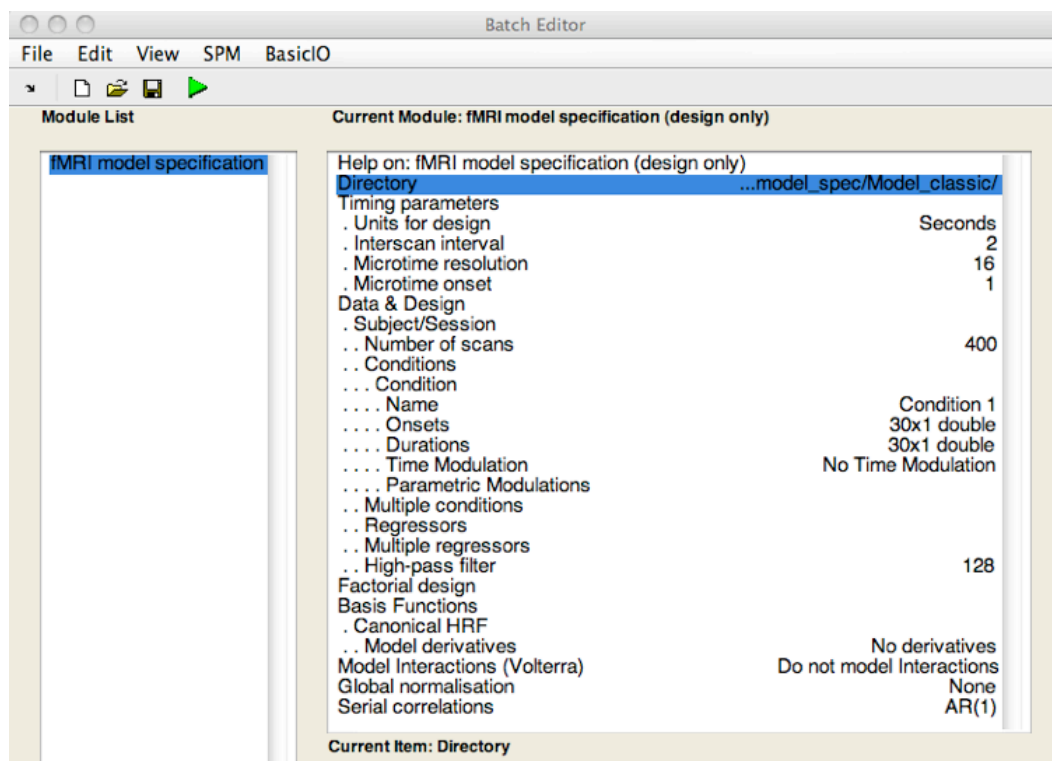 Batch Editor
File Edit View SPM BasicIO
Module List
Current Module: fMRI model specification (design only)
fMRI model specification
Help on: fMRI model specification (design only)
Directory ...model_spec/Model_classic/
Timing parameters
. Units for design Seconds
. Interscan interval 2
. Microtime resolution 16
. Microtime onset 1
Data & Design
. Subject/Session
. . Number of scans 400
. . Conditions
. . . Condition
. . . . Name Condition 1
. . . . Onsets 30x1 double
. . . . Durations 30x1 double
. . . . Time Modulation No Time Modulation
. . . . Parametric Modulations
. . Multiple conditions
. . Regressors
. . Multiple regressors
. . High-pass filter 128
Factorial design
Basis Functions
. Canonical HRF
. . Model derivatives No derivatives
Model Interactions (Volterra) Do not model Interactions
Global normalisation None
Serial correlations AR(1)
Current Item: Directory